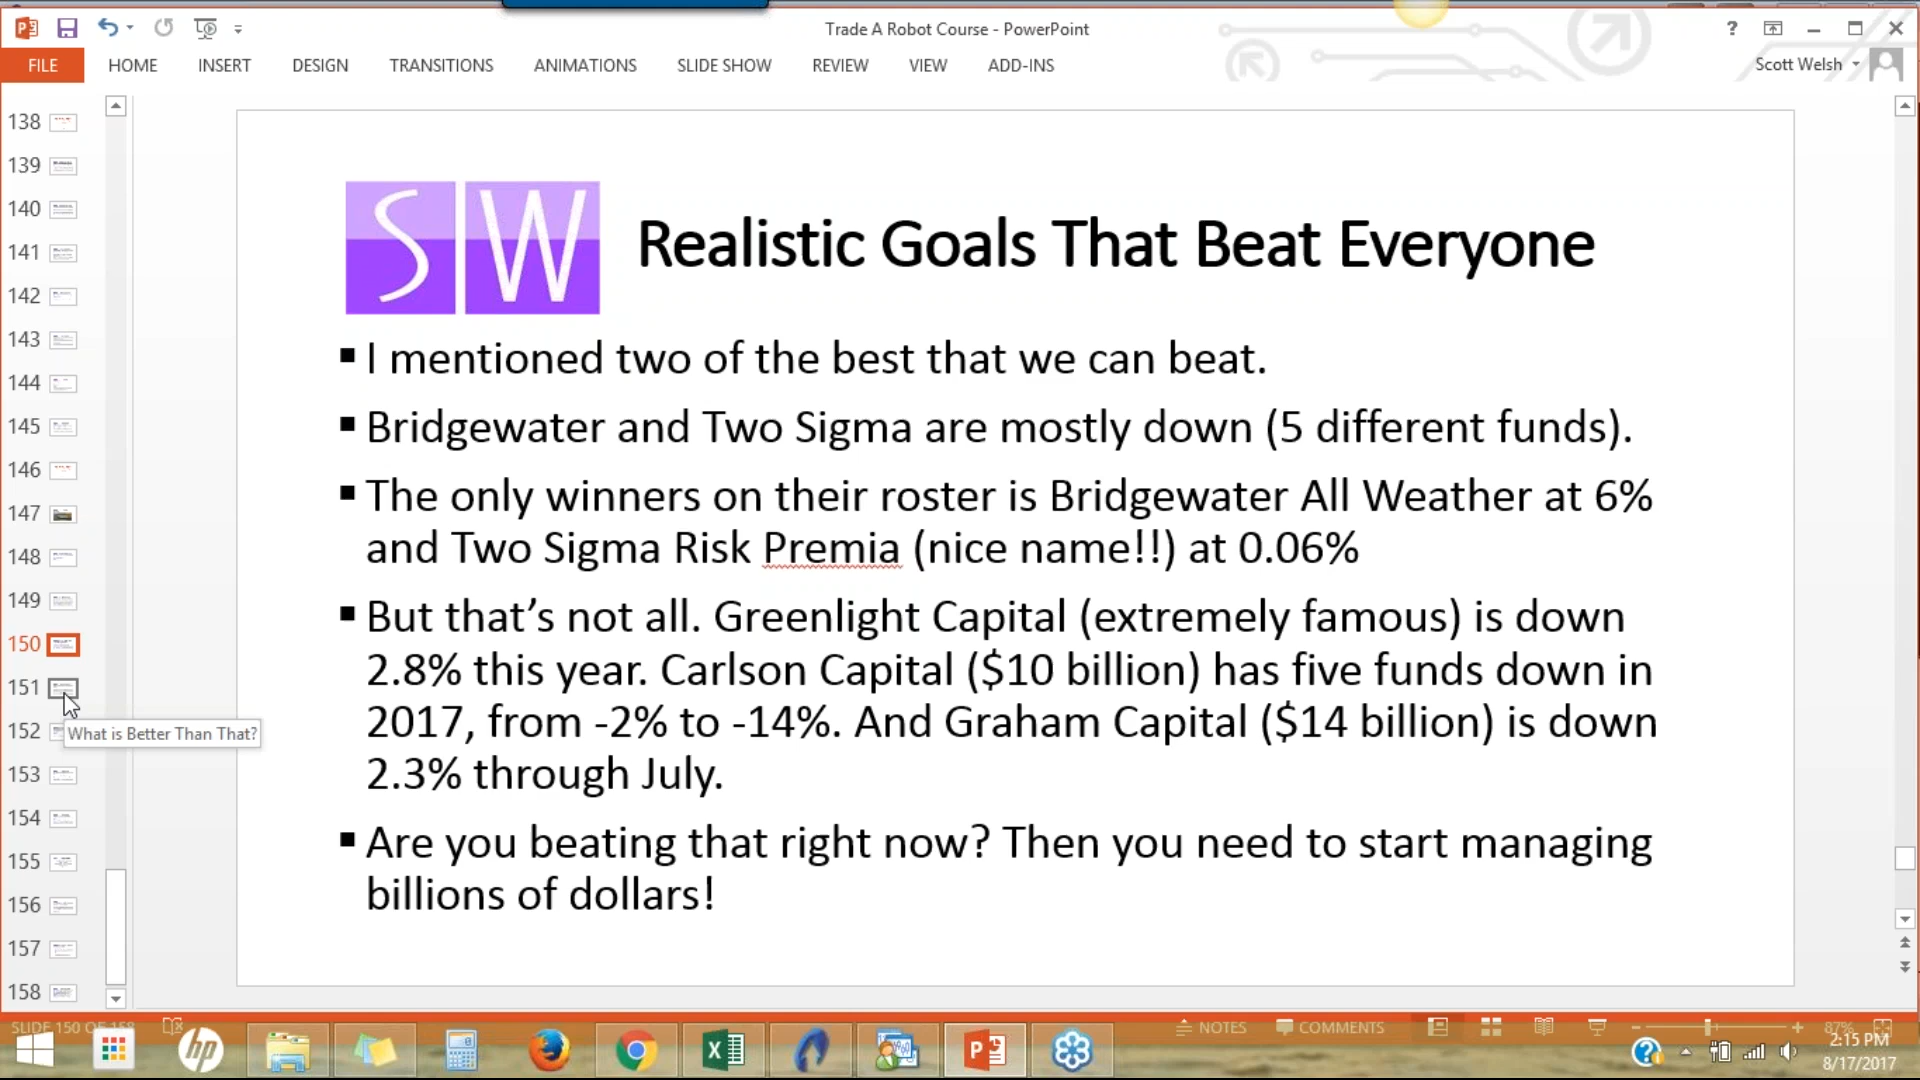 Trade A Robot Course - PowerPoint
FILE HOME INSERT DESIGN TRANSITIONS ANIMATIONS SLIDE SHOW REVIEW VIEW ADD-INS Scott Welsh
138
139
140
141
142
143
144
145
146
147
148
149
150
151
152
153
154
155
156
157
158
What is Better Than That?
SW
Realistic Goals That Beat Everyone
▪ I mentioned two of the best that we can beat.
▪ Bridgewater and Two Sigma are mostly down (5 different funds).
▪ The only winners on their roster is Bridgewater All Weather at 6%
and Two Sigma Risk Premia (nice name!!) at 0.06%
▪ But that’s not all. Greenlight Capital (extremely famous) is down
2.8% this year. Carlson Capital ($10 billion) has five funds down in
2017, from -2% to -14%. And Graham Capital ($14 billion) is down
2.3% through July.
▪ Are you beating that right now? Then you need to start managing
billions of dollars!
SLIDE 150 OF 158 NOTES COMMENTS 87%
2:15 PM
8/17/2017